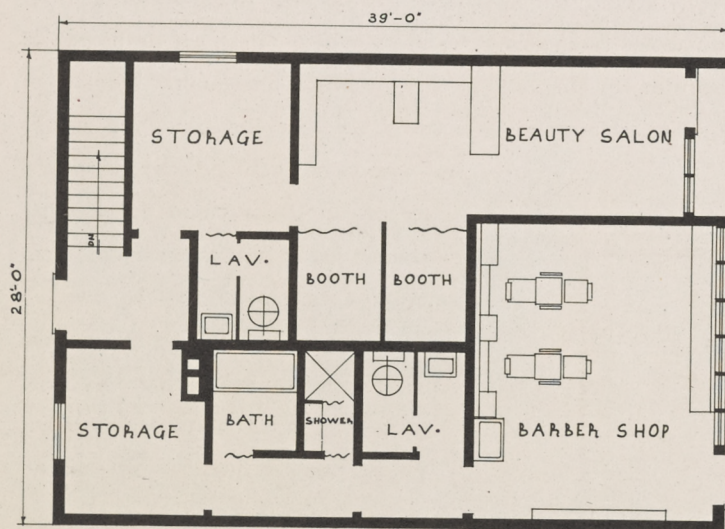 39'-0"
STORAGE
BEAUTY SALON
DN
LAV.
BOOTH
BOOTH
28'-0"
BATH
SHOWER
STORAGE
LAV.
BARBER SHOP